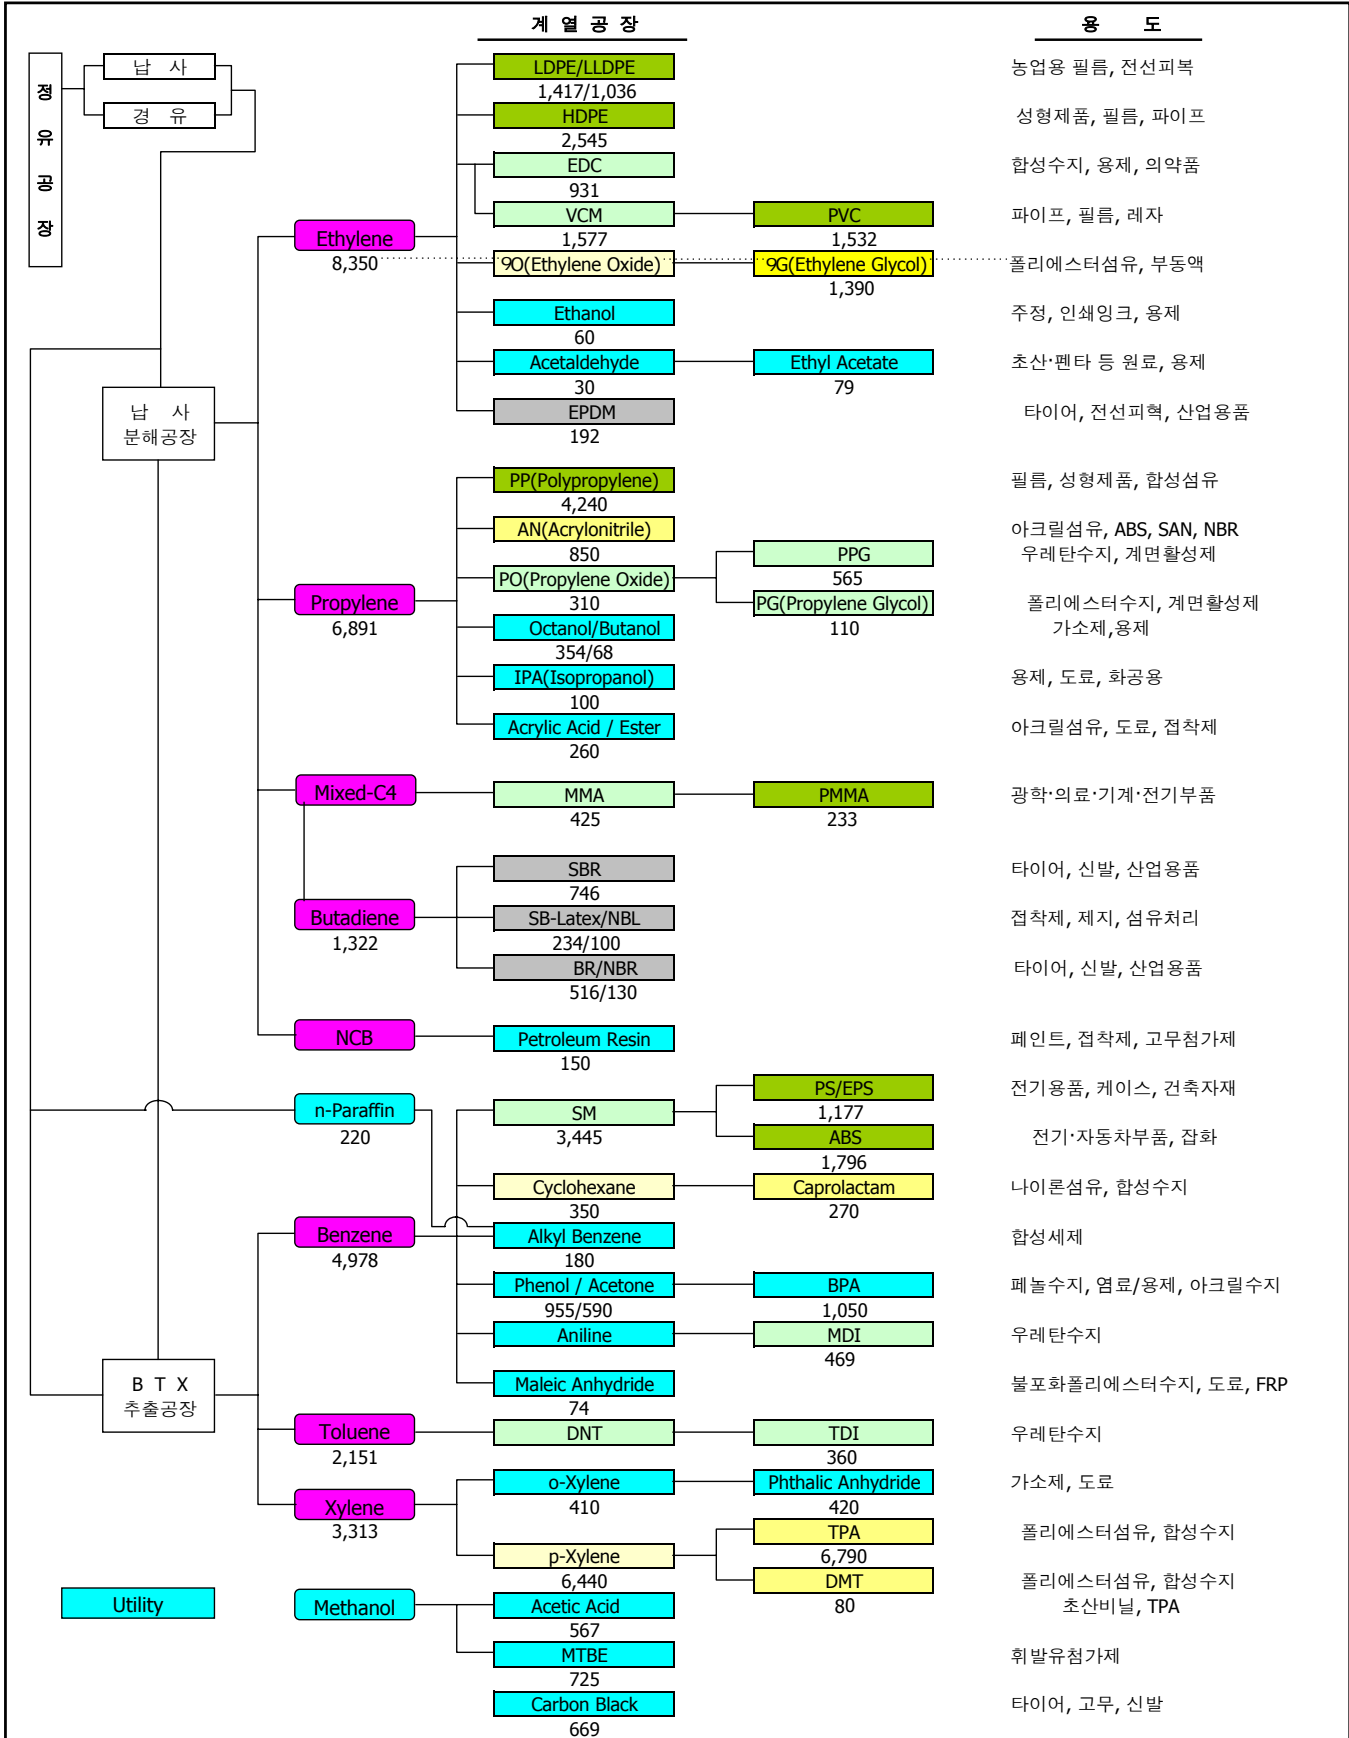 계 열 공 장
용 도
정 유 공 장
납 사
경 유
LDPE/LLDPE
1,417/1,036
농업용 필름, 전선피복
HDPE
2,545
성형제품, 필름, 파이프
EDC
931
합성수지, 용제, 의약품
VCM
1,577
PVC
1,532
파이프, 필름, 레자
Ethylene
8,350
9O(Ethylene Oxide)
9G(Ethylene Glycol)
1,390
폴리에스터섬유, 부동액
Ethanol
60
주정, 인쇄잉크, 용제
Acetaldehyde
30
Ethyl Acetate
79
초산·펜타 등 원료, 용제
EPDM
192
타이어, 전선피혁, 산업용품
납 사
분해공장
PP(Polypropylene)
4,240
필름, 성형제품, 합성섬유
AN(Acrylonitrile)
850
아크릴섬유, ABS, SAN, NBR
PPG
565
우레탄수지, 계면활성제
PO(Propylene Oxide)
310
PG(Propylene Glycol)
110
폴리에스터수지, 계면활성제
Propylene
6,891
Octanol/Butanol
354/68
가소제,용제
IPA(Isopropanol)
100
용제, 도료, 화공용
Acrylic Acid / Ester
260
아크릴섬유, 도료, 접착제
Mixed-C4
MMA
425
PMMA
233
광학·의료·기계·전기부품
SBR
746
타이어, 신발, 산업용품
Butadiene
1,322
SB-Latex/NBL
234/100
접착제, 제지, 섬유처리
BR/NBR
516/130
타이어, 신발, 산업용품
NCB
Petroleum Resin
150
페인트, 접착제, 고무첨가제
n-Paraffin
220
SM
3,445
PS/EPS
1,177
전기용품, 케이스, 건축자재
ABS
1,796
전기·자동차부품, 잡화
Cyclohexane
350
Caprolactam
270
나이론섬유, 합성수지
Benzene
4,978
Alkyl Benzene
180
합성세제
Phenol / Acetone
955/590
BPA
1,050
페놀수지, 염료/용제, 아크릴수지
Aniline
MDI
469
우레탄수지
B T X
추출공장
Maleic Anhydride
74
불포화폴리에스터수지, 도료, FRP
Toluene
2,151
DNT
TDI
360
우레탄수지
Xylene
3,313
o-Xylene
410
Phthalic Anhydride
420
가소제, 도료
p-Xylene
6,440
TPA
6,790
폴리에스터섬유, 합성수지
DMT
80
폴리에스터섬유, 합성수지
Utility
Methanol
Acetic Acid
567
초산비닐, TPA
MTBE
725
휘발유첨가제
Carbon Black
669
타이어, 고무, 신발